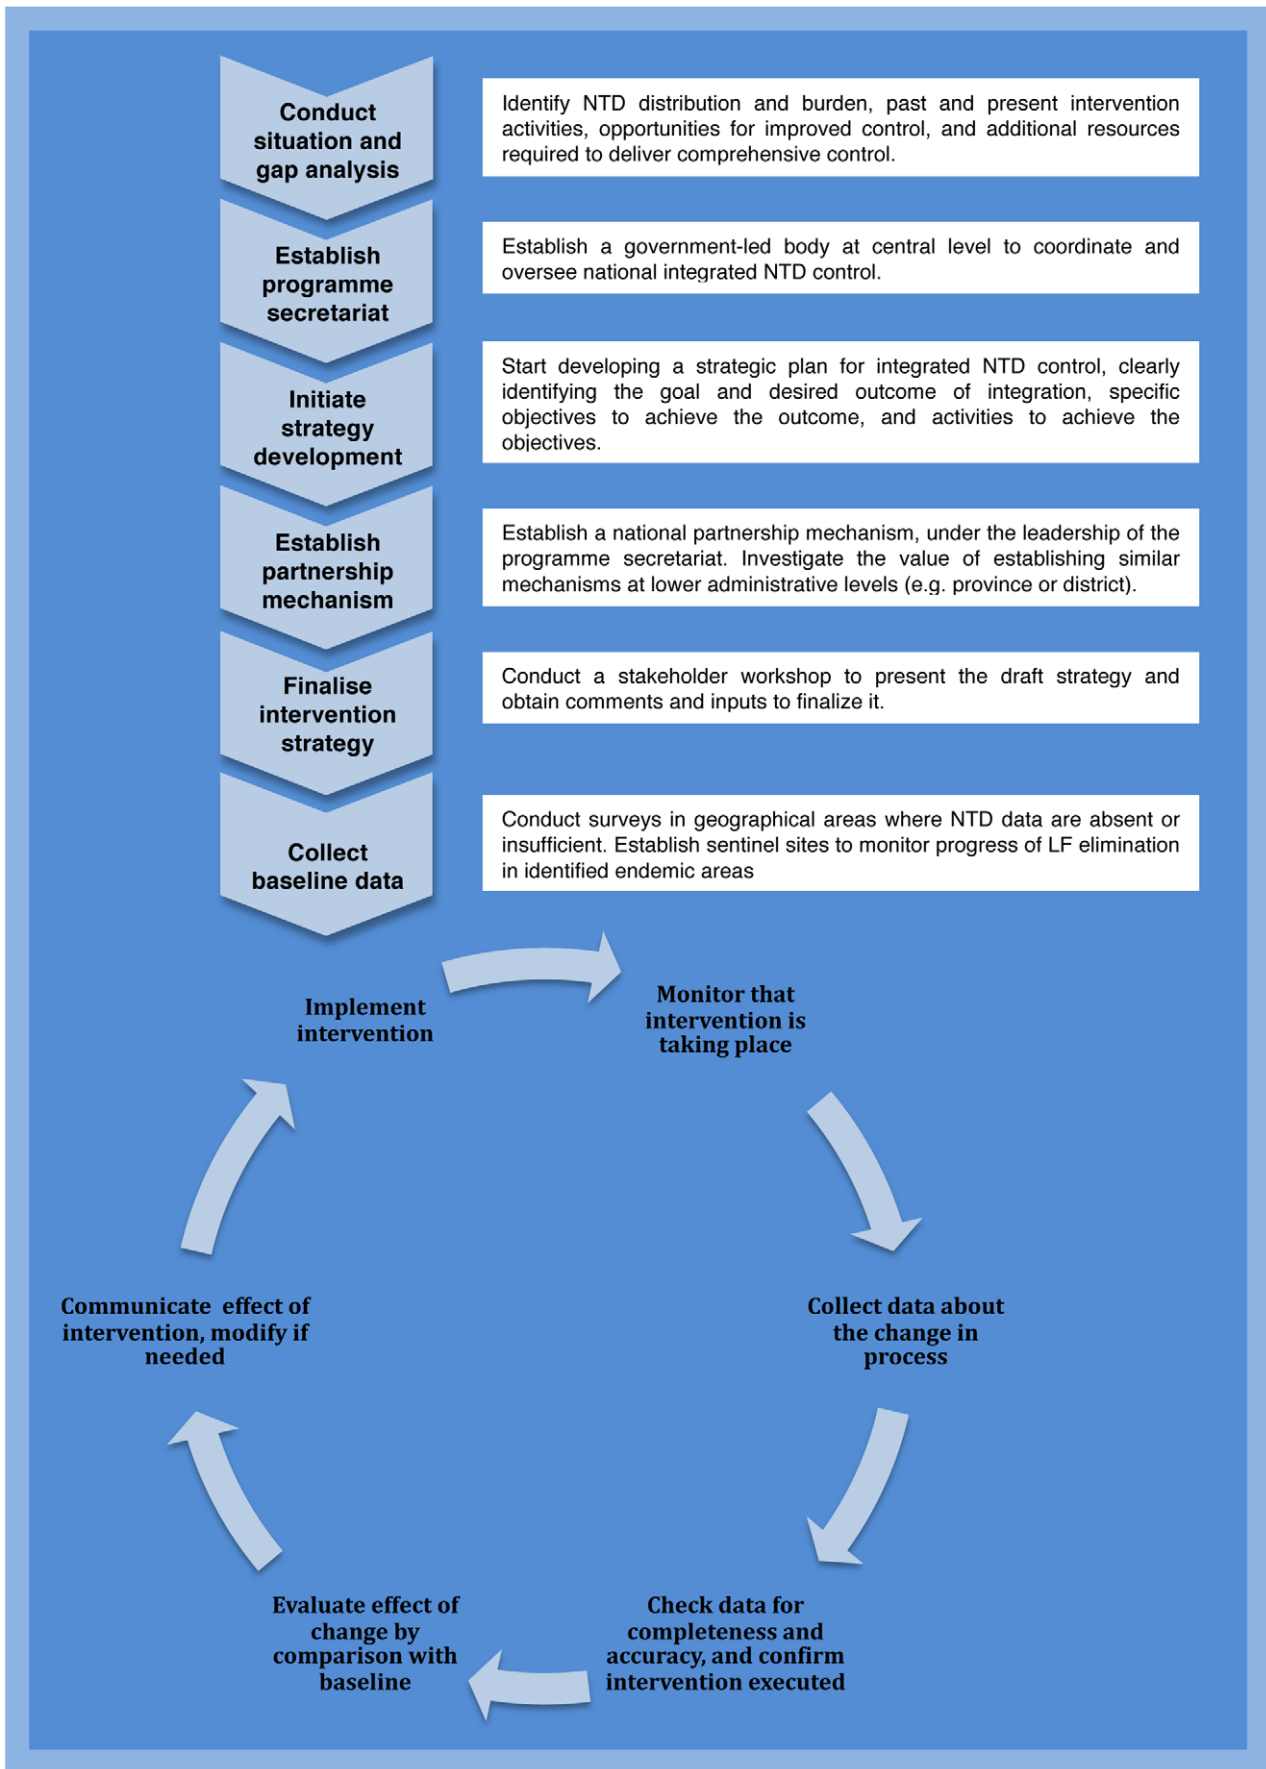 Conduct
situation and
gap analysis
Identify NTD distribution and burden, past and present intervention
activities, opportunities for improved control, and additional resources
required to deliver comprehensive control.
Establish
programme
secretariat
Establish a government-led body at central level to coordinate and
oversee national integrated NTD control.
Initiate
strategy
development
Start developing a strategic plan for integrated NTD control, clearly
identifying the goal and desired outcome of integration, specific
objectives to achieve the outcome, and activities to achieve the
objectives.
Establish
partnership
mechanism
Establish a national partnership mechanism, under the leadership of the
programme secretariat. Investigate the value of establishing similar
mechanisms at lower administrative levels (e.g. province or district).
Finalise
intervention
strategy
Conduct a stakeholder workshop to present the draft strategy and
obtain comments and inputs to finalize it.
Collect
baseline data
Conduct surveys in geographical areas where NTD data are absent or
insufficient. Establish sentinel sites to monitor progress of LF elimination
in identified endemic areas
Implement
intervention
Monitor that
intervention is
taking place
Collect data about
the change in
process
Check data for
completeness and
accuracy, and confirm
intervention executed
Evaluate effect of
change by
comparison with
baseline
Communicate effect of
intervention, modify if
needed